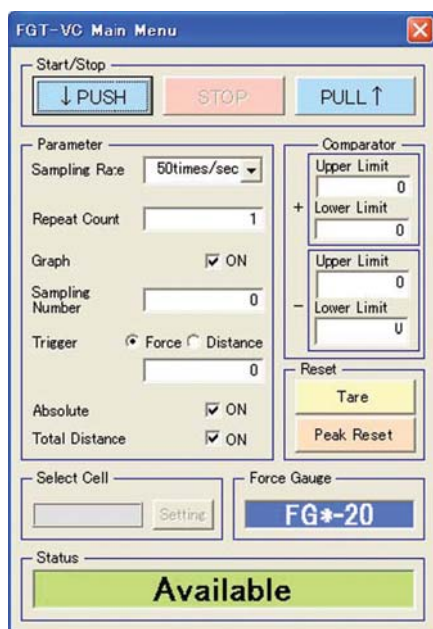 FGT-VC Main Menu
Start/Stop
↓PUSH STOP PULL↑
Parameter
Sampling Rate 50times/sec
Repeat Count 1
Graph ON
Sampling
Number 0
Trigger Force Distance
0
Absolute ON
Total Distance ON
Comparator
Upper Limit
0
+ Lower Limit
0
Upper Limit
0
- Lower Limit
0
Reset
Tare
Peak Reset
Select Cell
Setting
Force Gauge
FG*-20
Status
Available